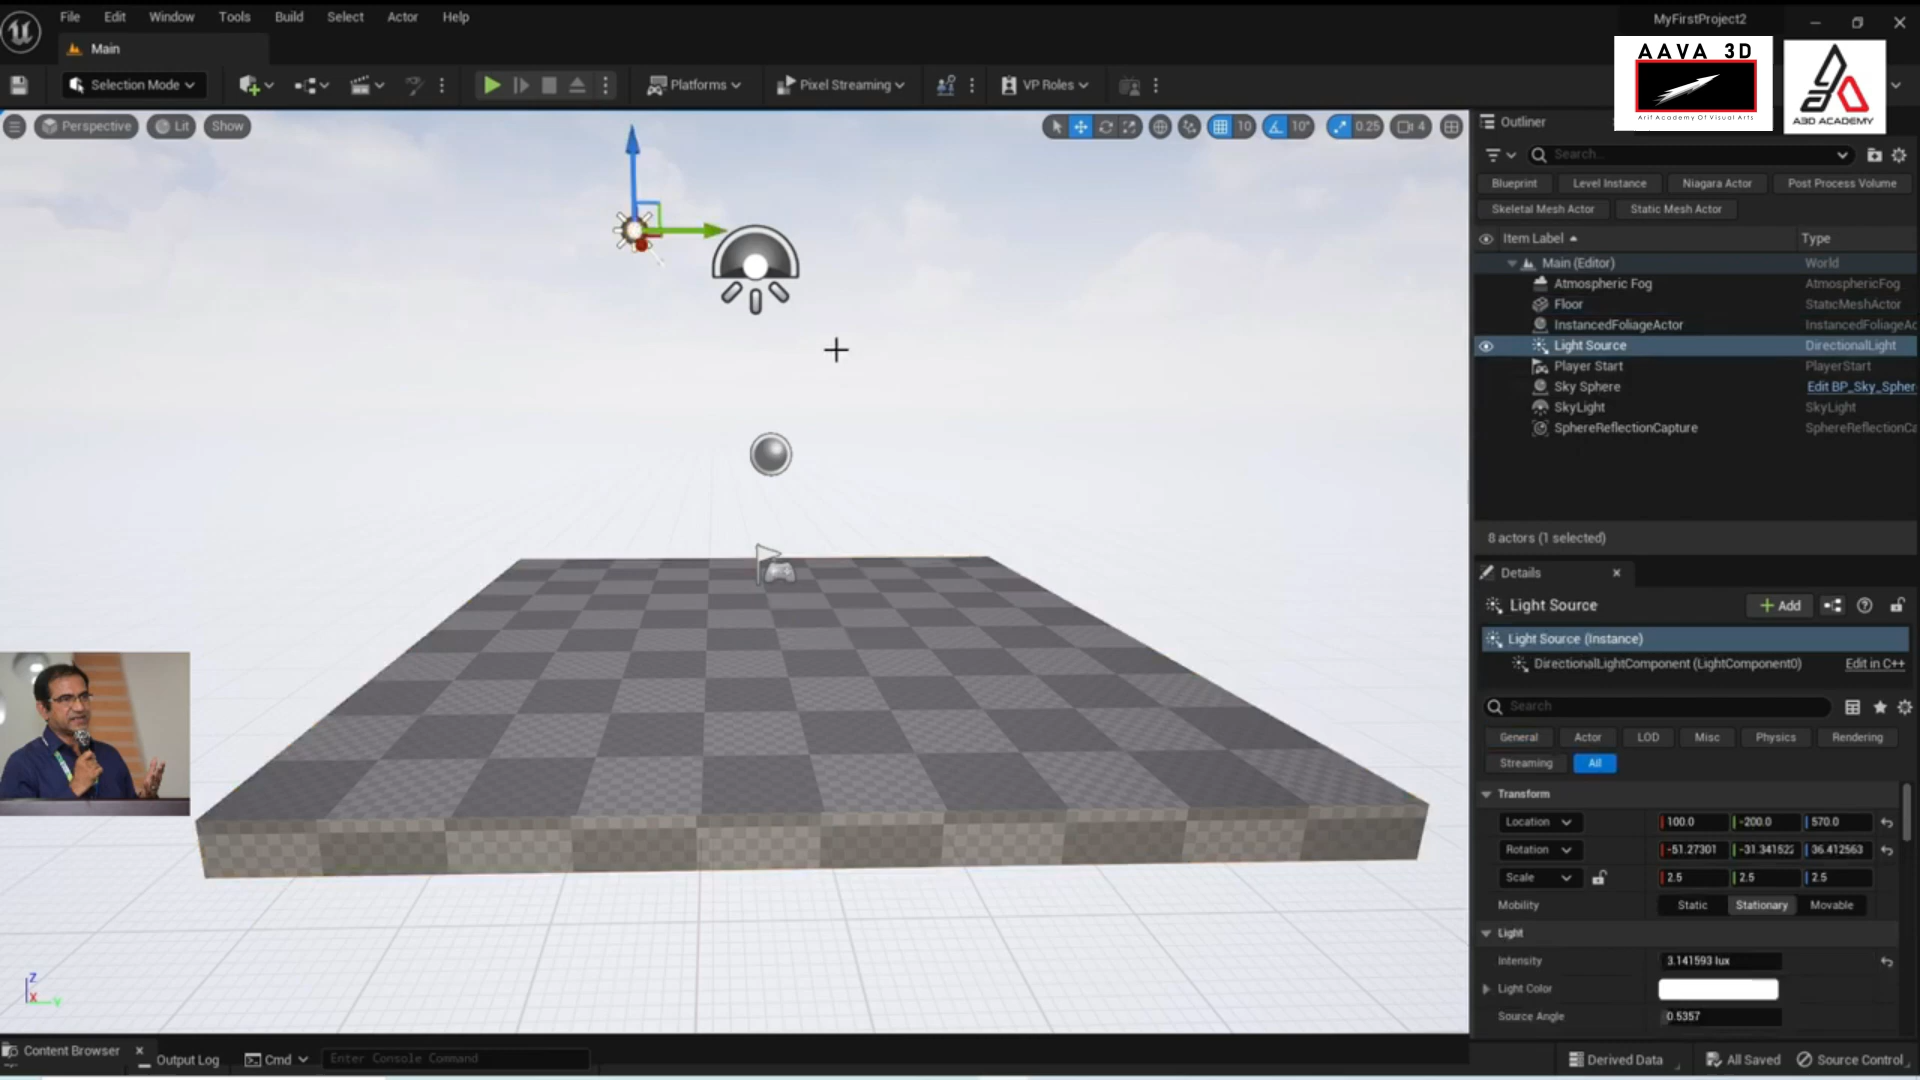 File Edit Window Tools Build Select Actor Help
MyFirstProject2
Main
AAVA 3D
Arif Academy Of Visual Arts
A3D ACADEMY
Selection Mode
Platforms
Pixel Streaming
VP Roles
Perspective
Lit
Show
10
10°
0.25
4
Outliner
Search...
Blueprint
Level Instance
Niagara Actor
Post Process Volume
Skeletal Mesh Actor
Static Mesh Actor
Item Label
Type
Main (Editor) World
Atmospheric Fog AtmosphericFog
Floor StaticMeshActor
InstancedFoliageActor InstancedFoliageAc
Light Source DirectionalLight
Player Start PlayerStart
Sky Sphere Edit BP_Sky_Spher
SkyLight SkyLight
SphereReflectionCapture SphereReflectionCa
8 actors (1 selected)
Details
Light Source
+ Add
Light Source (Instance)
DirectionalLightComponent (LightComponent0) Edit in C++
Search
General Actor LOD Misc Physics Rendering
Streaming All
Transform
Location 100.0 -200.0 570.0
Rotation -51.27301 -31.341522 36.412563
Scale 2.5 2.5 2.5
Mobility Static Stationary Movable
Light
Intensity 3.141593 lux
Light Color
Source Angle 0.5357
Z
X
Y
Content Browser
Output Log
Cmd
Enter Console Command
Derived Data
All Saved
Source Control